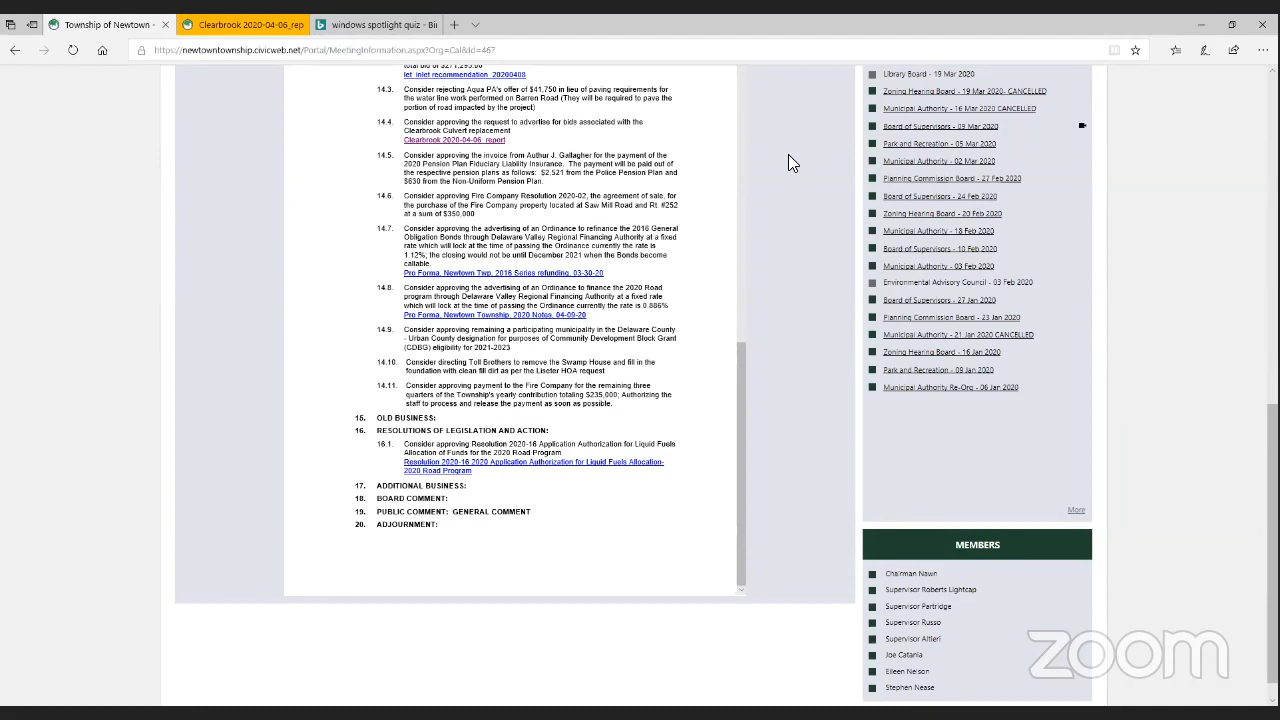 Township of Newtown -
Clearbrook 2020-04-06_rep
windows spotlight quiz - Bi
https://newtowntownship.civicweb.net/Portal/MeetingInformation.aspx?Org=Cal&Id=467
total bid of $271,295.00
let inlet recommendation_20200408
14.3. Consider rejecting Aqua PA's offer of $41,750 in lieu of paving requirements for
the water line work performed on Barren Road (They will be required to pave the
portion of road impacted by the project)
14.4. Consider approving the request to advertise for bids associated with the
Clearbrook Culvert replacement
Clearbrook 2020-04-06_report
14.5. Consider approving the invoice from Authur J. Gallagher for the payment of the
2020 Pension Plan Fiduciary Liability Insurance. The payment will be paid out of
the respective pension plans as follows: $2,521 from the Police Pension Plan and
$630 from the Non-Uniform Pension Plan.
14.6. Consider approving Fire Company Resolution 2020-02, the agreement of sale, for
the purchase of the Fire Company property located at Saw Mill Road and Rt. #252
at a sum of $350,000
14.7. Consider approving the advertising of an Ordinance to refinance the 2016 General
Obligation Bonds through Delaware Valley Regional Financing Authority at a fixed
rate which will lock at the time of passing the Ordinance currently the rate is
1.12%; the closing would not be until December 2021 when the Bonds become
callable.
Pro Forma, Newtown Twp, 2016 Series refunding, 03-30-20
14.8. Consider approving the advertising of an Ordinance to finance the 2020 Road
program through Delaware Valley Regional Financing Authority at a fixed rate
which will lock at the time of passing the Ordinance currently the rate is 0.886%
Pro Forma, Newtown Township, 2020 Notes, 04-09-20
14.9. Consider approving remaining a participating municipality in the Delaware County
- Urban County designation for purposes of Community Development Block Grant
(CDBG) eligibility for 2021-2023
14.10. Consider directing Toll Brothers to remove the Swamp House and fill in the
foundation with clean fill dirt as per the Liseter HOA request
14.11. Consider approving payment to the Fire Company for the remaining three
quarters of the Township's yearly contribution totaling $235,000; Authorizing the
staff to process and release the payment as soon as possible.
15. OLD BUSINESS:
16. RESOLUTIONS OF LEGISLATION AND ACTION:
16.1. Consider approving Resolution 2020-16 Application Authorization for Liquid Fuels
Allocation of Funds for the 2020 Road Program
Resolution 2020-16 2020 Application Authorization for Liquid Fuels Allocation-
2020 Road Program
17. ADDITIONAL BUSINESS:
18. BOARD COMMENT:
19. PUBLIC COMMENT: GENERAL COMMENT
20. ADJOURNMENT:
Library Board - 19 Mar 2020
Zoning Hearing Board - 19 Mar 2020- CANCELLED
Municipal Authority - 16 Mar 2020 CANCELLED
Board of Supervisors - 09 Mar 2020
Park and Recreation - 05 Mar 2020
Municipal Authority - 02 Mar 2020
Planning Commission Board - 27 Feb 2020
Board of Supervisors - 24 Feb 2020
Zoning Hearing Board - 20 Feb 2020
Municipal Authority - 18 Feb 2020
Board of Supervisors - 10 Feb 2020
Municipal Authority - 03 Feb 2020
Environmental Advisory Council - 03 Feb 2020
Board of Supervisors - 27 Jan 2020
Planning Commission Board - 23 Jan 2020
Municipal Authority - 21 Jan 2020 CANCELLED
Zoning Hearing Board - 16 Jan 2020
Park and Recreation - 09 Jan 2020
Municipal Authority Re-Org - 06 Jan 2020
More
MEMBERS
Chairman Nawn
Supervisor Roberts Lightcap
Supervisor Partridge
Supervisor Russo
Supervisor Altieri
Joe Catania
Eileen Nelson
Stephen Nease
zoom